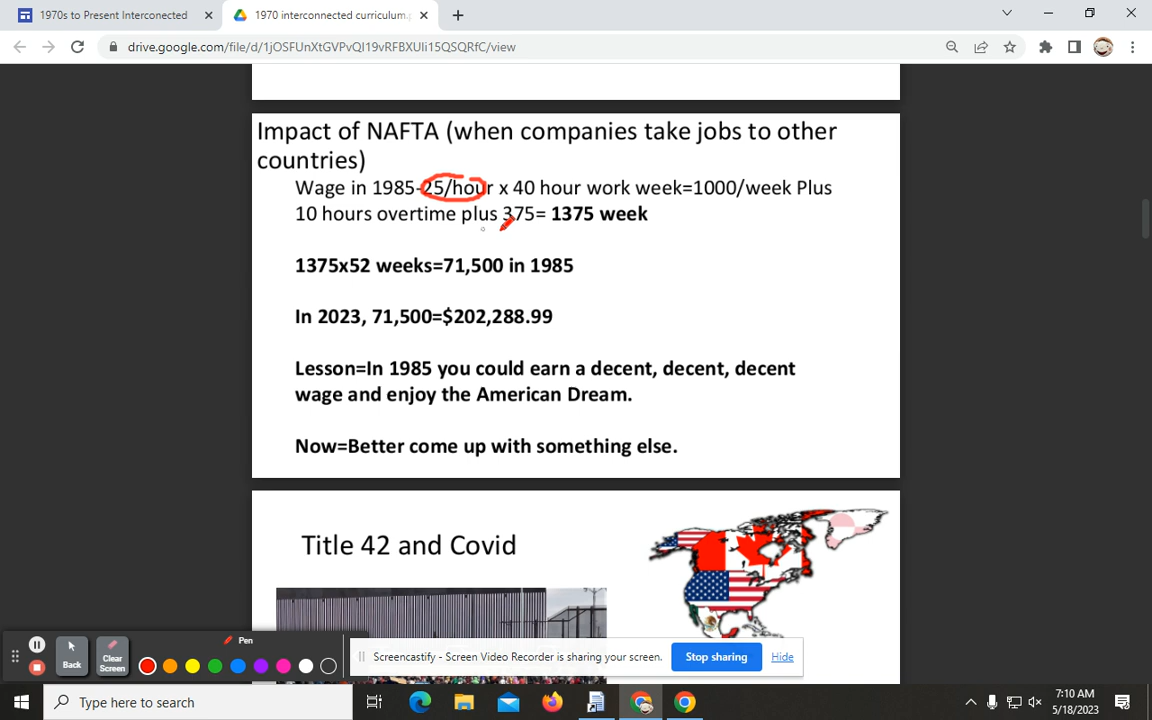 1970s to Present Interconnected
1970 interconnected curriculum.
drive.google.com/file/d/1jOSFUnXtGVPvQI19vRFBXUIi15QSQRfC/view
Impact of NAFTA (when companies take jobs to other
countries)
Wage in 1985-25/hour x 40 hour work week=1000/week Plus
10 hours overtime plus 375= 1375 week
1375x52 weeks=71,500 in 1985
In 2023, 71,500=$202,288.99
Lesson=In 1985 you could earn a decent, decent, decent
wage and enjoy the American Dream.
Now=Better come up with something else.
Title 42 and Covid
Pen
Back
Clear
Screen
Screencastify - Screen Video Recorder is sharing your screen.
Stop sharing
Hide
Type here to search
7:10 AM
5/18/2023